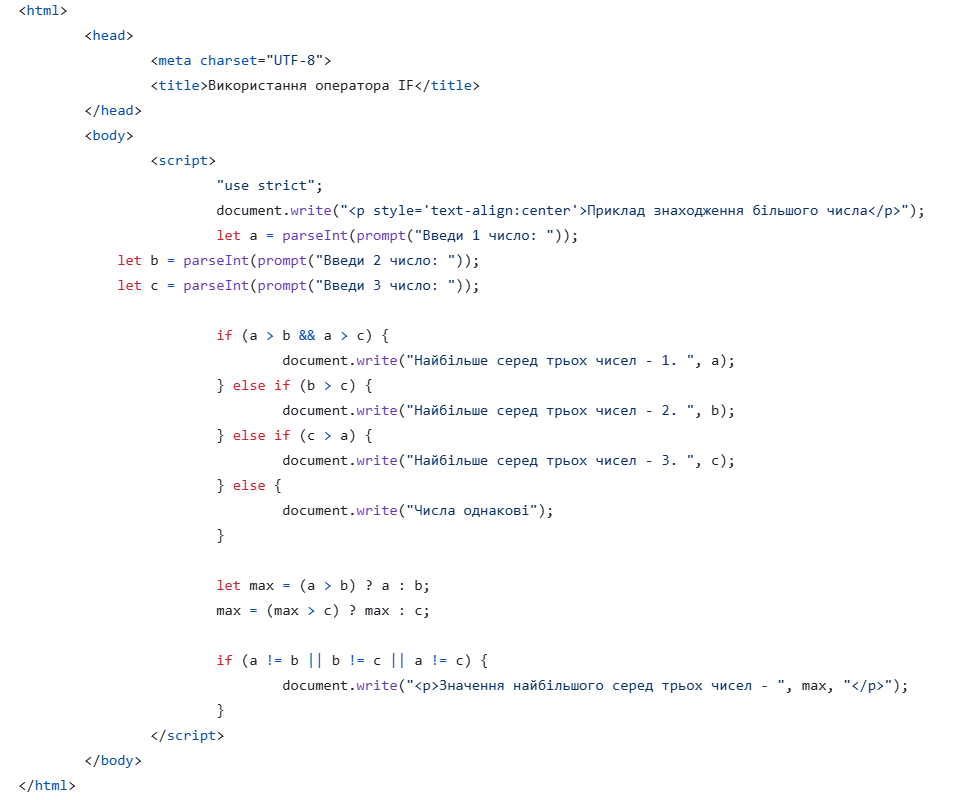 <html>
<head>
<meta charset="UTF-8">
<title>Використання оператора IF</title>
</head>
<body>
<script>
"use strict";
document.write("<p style='text-align:center'>Приклад знаходження більшого числа</p>");
let a = parseInt(prompt("Введи 1 число: "));
let b = parseInt(prompt("Введи 2 число: "));
let c = parseInt(prompt("Введи 3 число: "));
if (a > b && a > c) {
document.write("Найбільше серед трьох чисел - 1. ", a);
} else if (b > c) {
document.write("Найбільше серед трьох чисел - 2. ", b);
} else if (c > a) {
document.write("Найбільше серед трьох чисел - 3. ", c);
} else {
document.write("Числа однакові");
}
let max = (a > b) ? a : b;
max = (max > c) ? max : c;
if (a != b || b != c || a != c) {
document.write("<p>Значення найбільшого серед трьох чисел - ", max, "</p>");
}
</script>
</body>
</html>